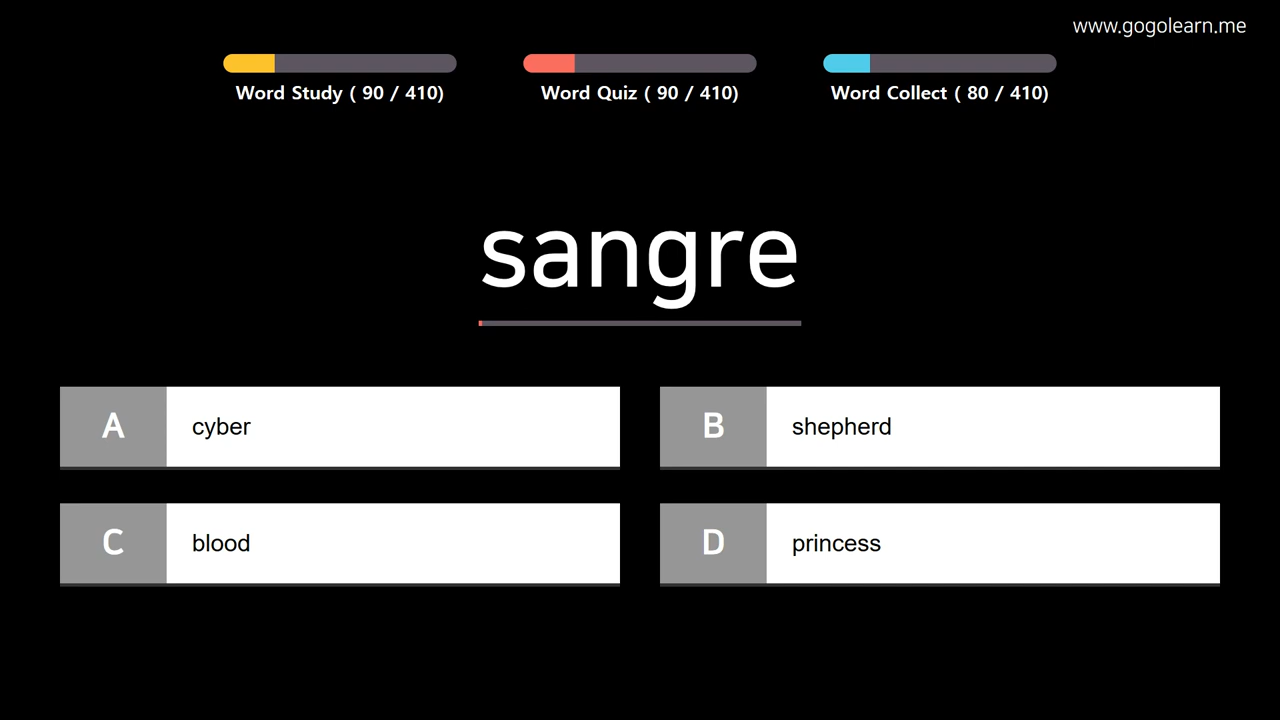 www.gogolearn.me
Word Study ( 90 / 410)
Word Quiz ( 90 / 410)
Word Collect ( 80 / 410)
sangre
A cyber
B shepherd
C blood
D princess